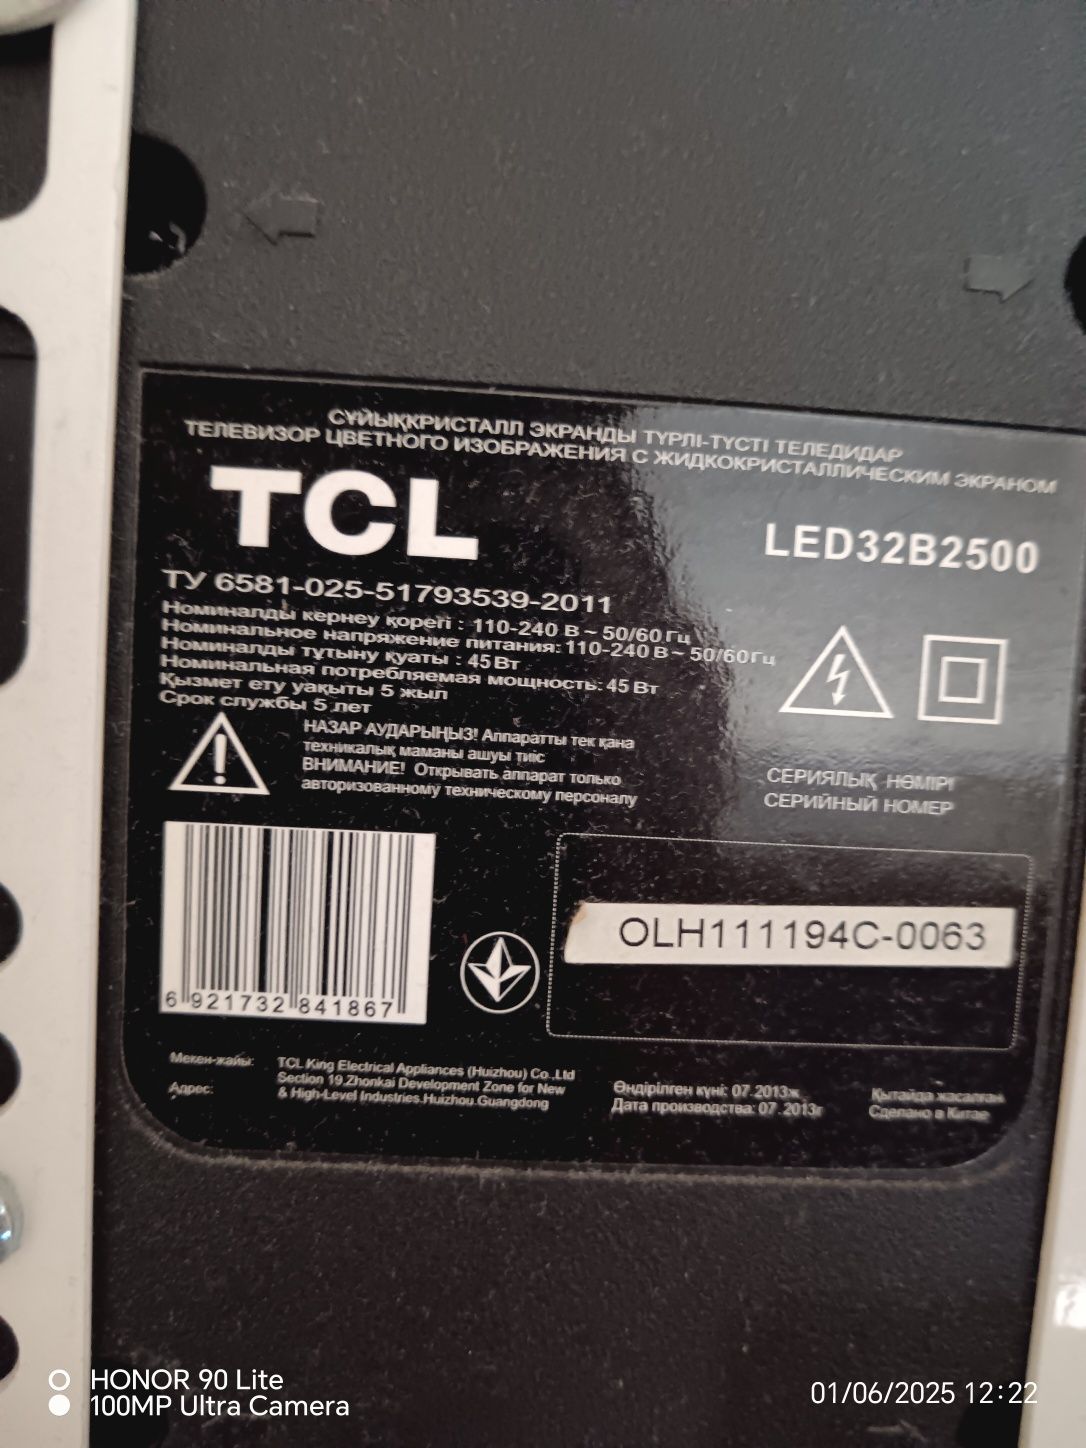 СҰЙЫҚКРИСТАЛЛ ЭКРАНДЫ ТҮРЛІ-ТҮСТІ ТЕЛЕДИДАР
ТЕЛЕВИЗОР ЦВЕТНОГО ИЗОБРАЖЕНИЯ С ЖИДКОКРИСТАЛЛИЧЕСКИМ ЭКРАНОМ
TCL
LED32B2500
ТУ 6581-025-51793539-2011
Номиналды кернеу қорегі : 110-240 В ~ 50/60 Гц
Номинальное напряжение питания: 110-240 В ~ 50/60 Гц
Номиналды тұтыну қуаты : 45 Вт
Номинальная потребляемая мощность: 45 Вт
Қызмет ету уақыты 5 жыл
Срок службы 5 лет
НАЗАР АУДАРЫҢЫЗ! Аппаратты тек қана
техникалық маманы ашуы тиіс
ВНИМАНИЕ! Открывать аппарат только
авторизованному техническому персоналу
СЕРИЯЛЫҚ НӨМІРІ
СЕРИЙНЫЙ НОМЕР
OLH111194C-0063
6 921732 841867
Мекен-жайы:
Адрес:
TCL King Electrical Appliances (Huizhou) Co.,Ltd
Section 19.Zhonkai Development Zone for New
& High-Level Industries.Huizhou.Guangdong
Өндірілген күні: 07.2013ж
Дата производства: 07.2013г
Қытайда жасалған
Сделано в Китае
HONOR 90 Lite
100MP Ultra Camera
01/06/2025 12:22